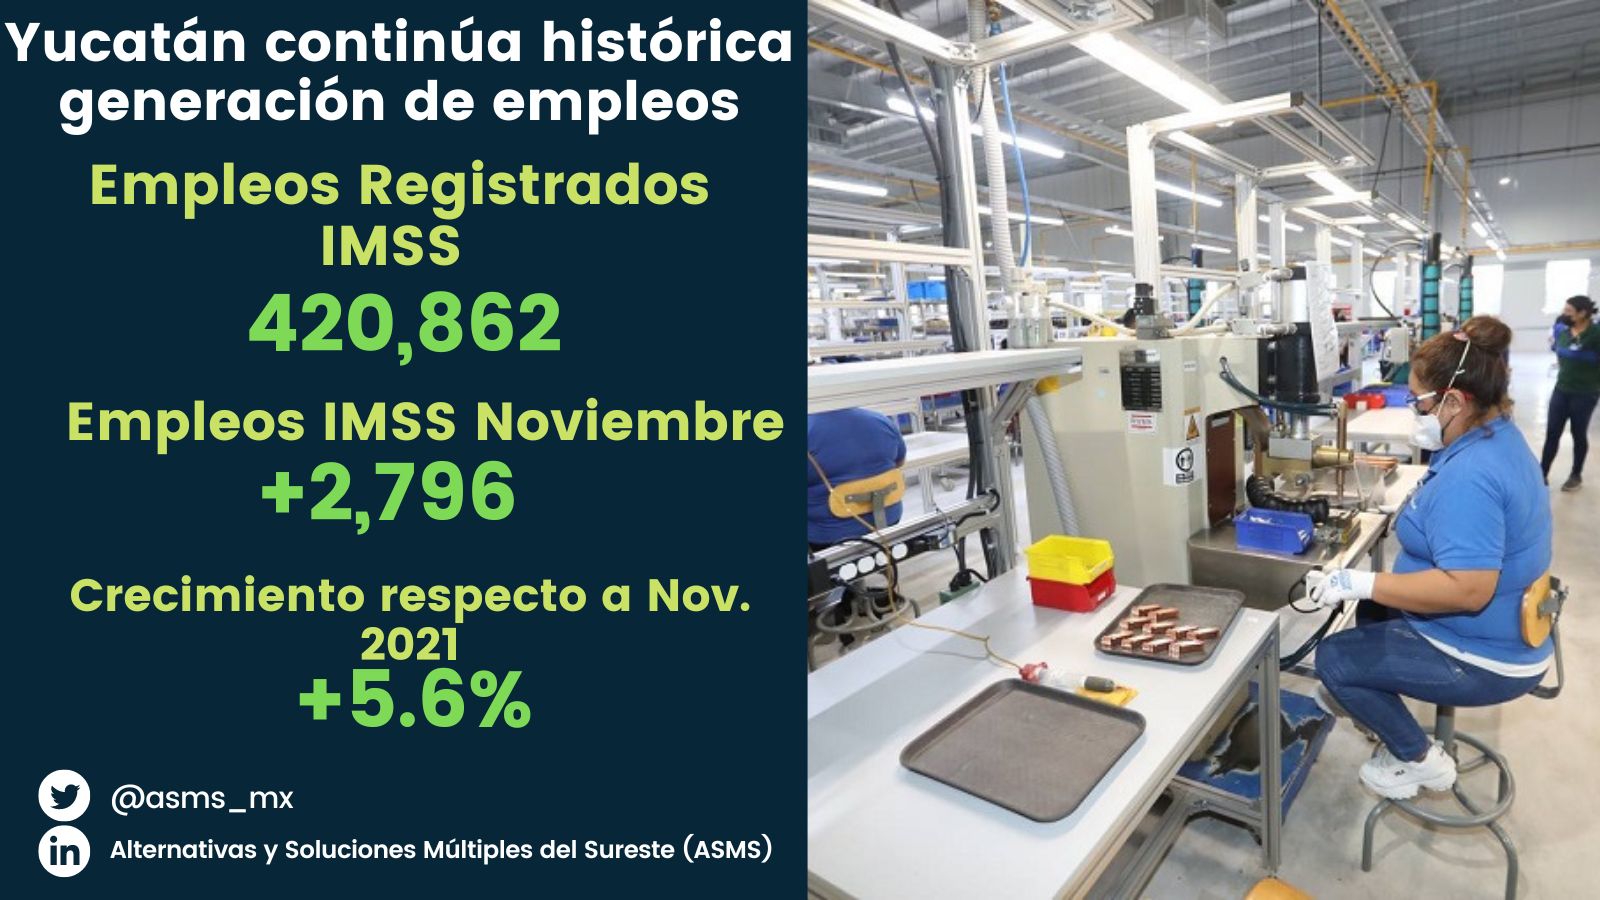 Yucatán continúa histórica
generación de empleos
Empleos Registrados
IMSS
420,862
Empleos IMSS Noviembre
+2,796
Crecimiento respecto a Nov.
2021
+5.6%
@asms_mx
in
Alternativas y Soluciones Múltiples del Sureste (ASMS)